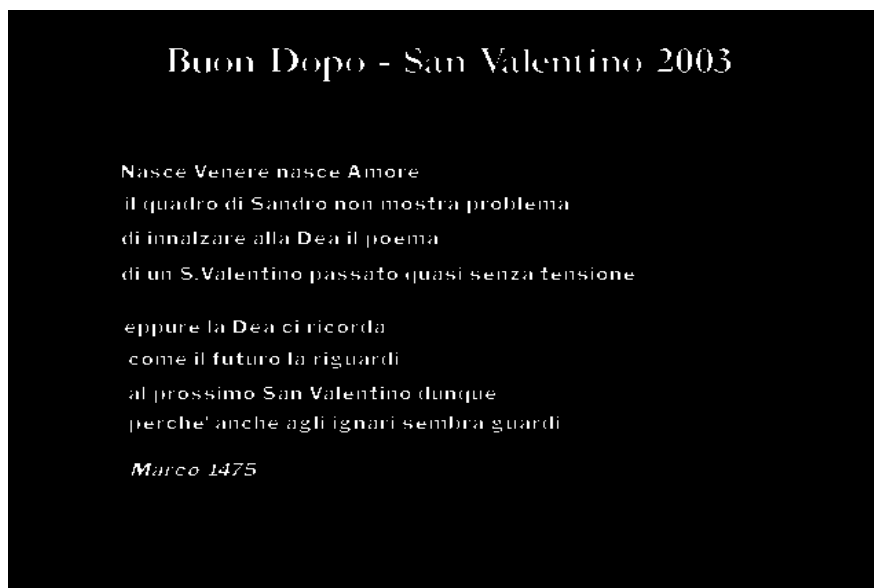 Buon Dopo - San Valentino 2003
Nasce Venere nasce Amore
il quadro di Sandro non mostra problema
di innalzare alla Dea il poema
di un S.Valentino passato quasi senza tensione
eppure la Dea ci ricorda
come il futuro la riguardi
al prossimo San Valentino dunque
perche' anche agli ignari sembra guardi
Marco 1475